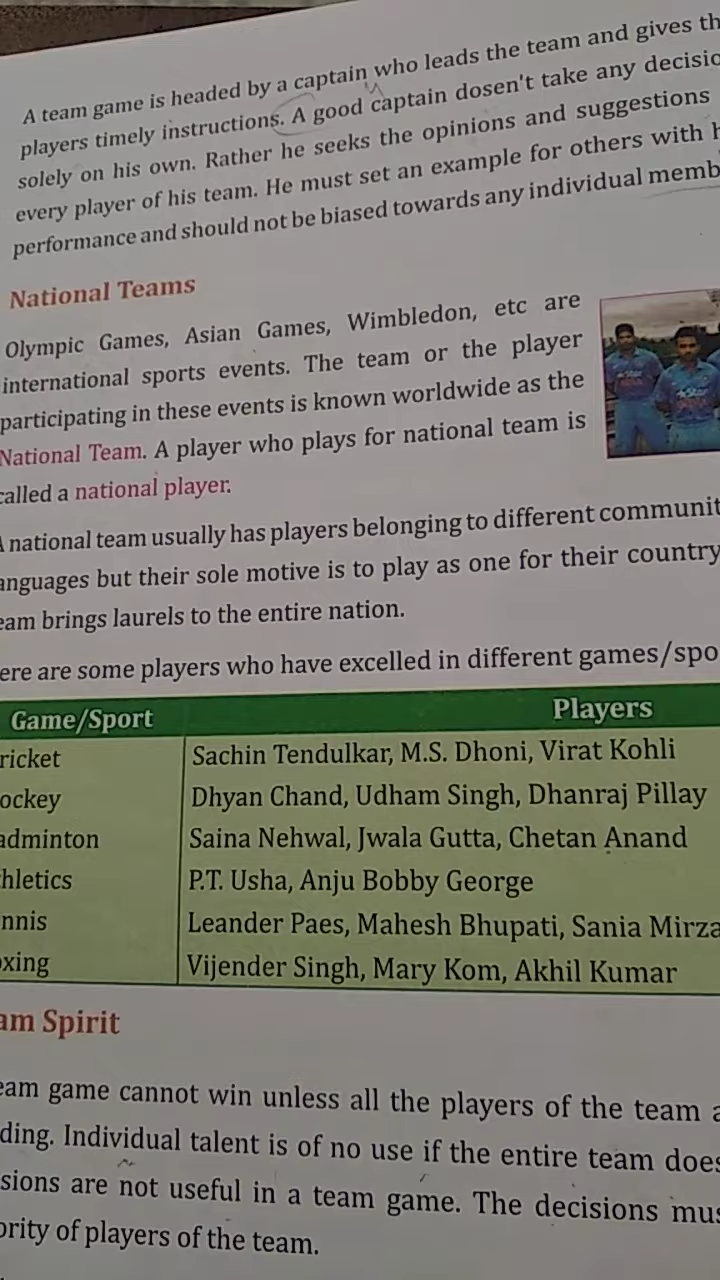 A team game is headed by a captain who leads the team and gives th
players timely instructions. A good captain dosen't take any decisio
solely on his own. Rather he seeks the opinions and suggestions
every player of his team. He must set an example for others with h
performance and should not be biased towards any individual memb
National Teams
Olympic Games, Asian Games, Wimbledon, etc are
international sports events. The team or the player
participating in these events is known worldwide as the
National Team. A player who plays for national team is
called a national player.
A national team usually has players belonging to different communit
anguages but their sole motive is to play as one for their country
eam brings laurels to the entire nation.
ere are some players who have excelled in different games/spo
Game/Sport Players
ricket Sachin Tendulkar, M.S. Dhoni, Virat Kohli
ockey Dhyan Chand, Udham Singh, Dhanraj Pillay
adminton Saina Nehwal, Jwala Gutta, Chetan Anand
hletics P.T. Usha, Anju Bobby George
nnis Leander Paes, Mahesh Bhupati, Sania Mirza
oxing Vijender Singh, Mary Kom, Akhil Kumar
am Spirit
eam game cannot win unless all the players of the team a
ding. Individual talent is of no use if the entire team does
sions are not useful in a team game. The decisions mus
ority of players of the team.